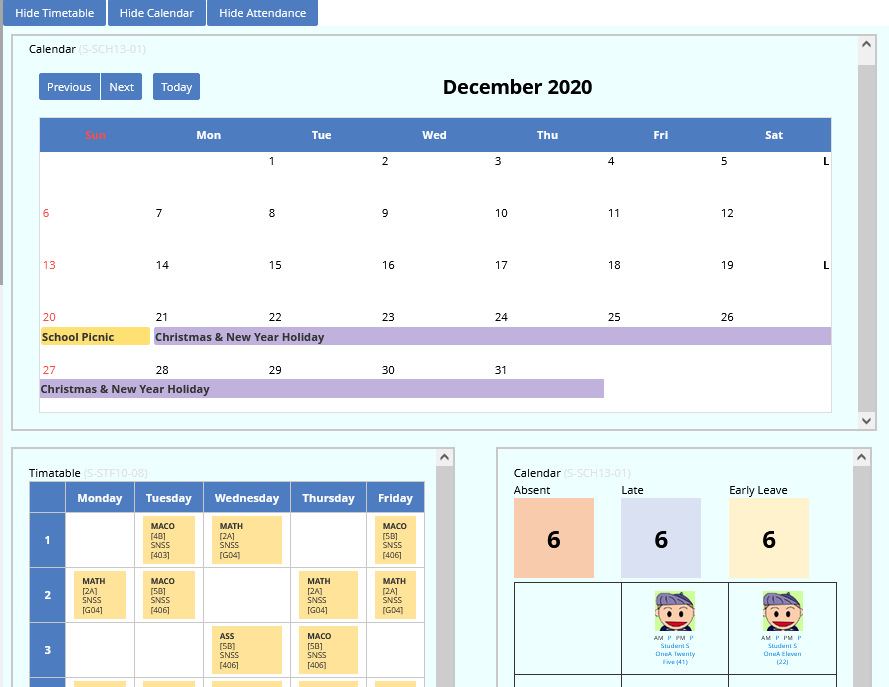 Hide Timetable Hide Calendar Hide Attendance
Calendar (S-SCH13-01)
Previous Next Today December 2020
Sun Mon Tue Wed Thu Fri Sat
1 2 3 4 5 L
6 7 8 9 10 11 12
13 14 15 16 17 18 19 L
20 21 22 23 24 25 26
School Picnic Christmas & New Year Holiday
27 28 29 30 31
Christmas & New Year Holiday
Timatable (S-STF10-08)
Monday Tuesday Wednesday Thursday Friday
1
MACO
[4B]
SNSS
[403]
MATH
[2A]
SNSS
[G04]
MACO
[5B]
SNSS
[406]
2
MATH
[2A]
SNSS
[G04]
MACO
[5B]
SNSS
[406]
MATH
[2A]
SNSS
[G04]
MATH
[2A]
SNSS
[G04]
3
ASS
[5B]
SNSS
[406]
MACO
[5B]
SNSS
[406]
Calendar (S-SCH13-01)
Absent Late Early Leave
6 6 6
AM P PM P
Student S
OneA Twenty
Five (41)
AM P PM P
Student S
OneA Eleven
(22)